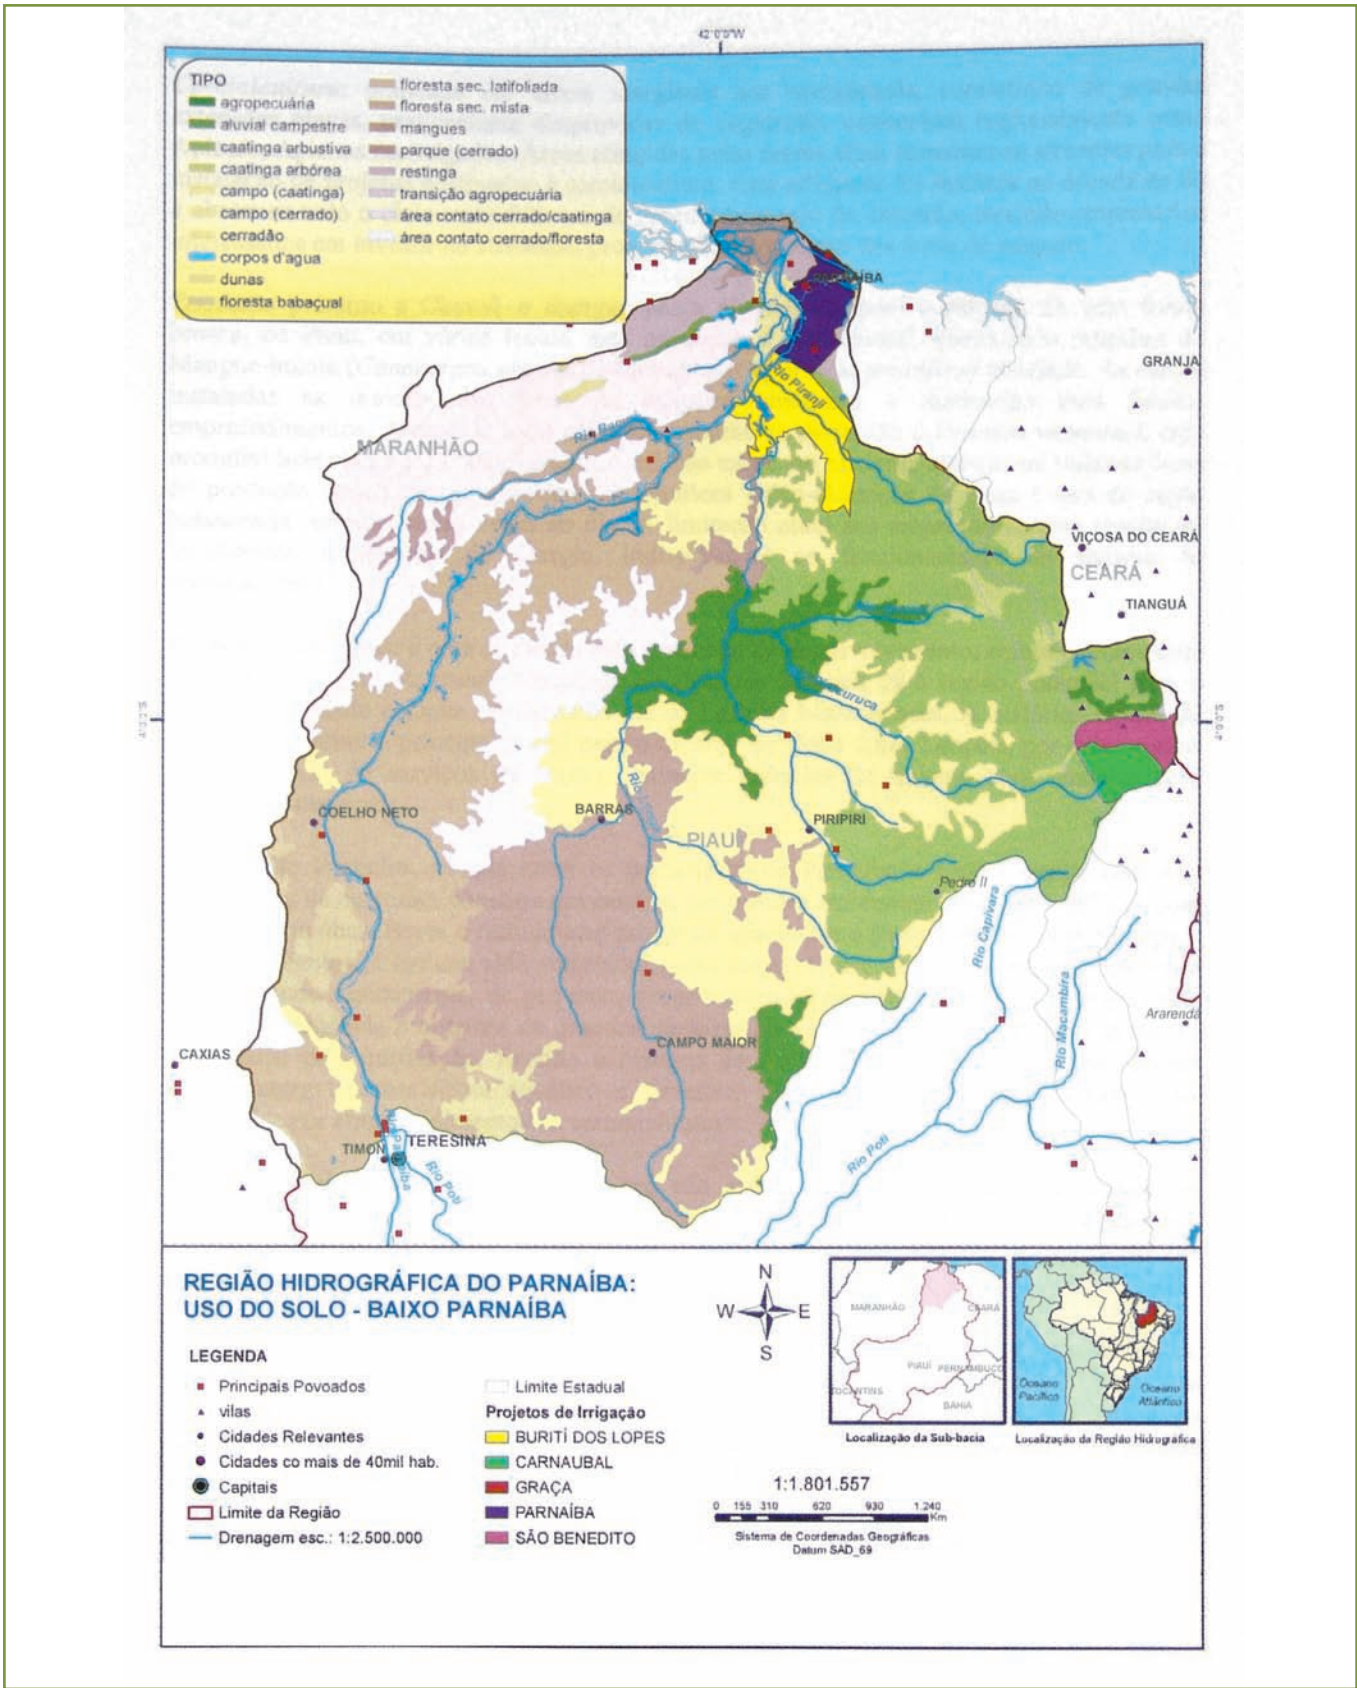 42°0'0"W
TIPO
agropecuária
aluvial campestre
caatinga arbustiva
caatinga arbórea
campo (caatinga)
campo (cerrado)
cerradão
corpos d'agua
dunas
floresta babaçual
floresta sec. latifoliada
floresta sec. mista
mangues
parque (cerrado)
restinga
transição agropecuária
área contato cerrado/caatinga
área contato cerrado/floresta
PARNAÍBA
GRANJA
Rio Piranji
MARANHÃO
VIÇOSA DO CEARÁ
CEARÁ
TIANGUÁ
COELHO NETO
BARRAS
PIAUÍ
PIRIPIRI
Pedro II
Rio Capivara
Rio Macambira
Ararendá
CAXIAS
CAMPO MAIOR
TIMON
TERESINA
Rio Poti
Rio Poti
REGIÃO HIDROGRÁFICA DO PARNAÍBA:
USO DO SOLO - BAIXO PARNAÍBA
LEGENDA
Principais Povoados
vilas
Cidades Relevantes
Cidades co mais de 40mil hab.
Capitais
Limite da Região
Drenagem esc.: 1:2.500.000
Limite Estadual
Projetos de Irrigação
BURITÍ DOS LOPES
CARNAUBAL
GRAÇA
PARNAÍBA
SÃO BENEDITO
N
W E
S
MARANHÃO
CEARÁ
PIAUÍ
PERNAMBUCO
TOCANTINS
BAHIA
Localização da Sub-bacia
Oceano
Pacífico
Oceano
Atlântico
Localização da Região Hidrográfica
1:1.801.557
0 155 310 620 930 1.240
Km
Sistema de Coordenadas Geográficas
Datum SAD_69